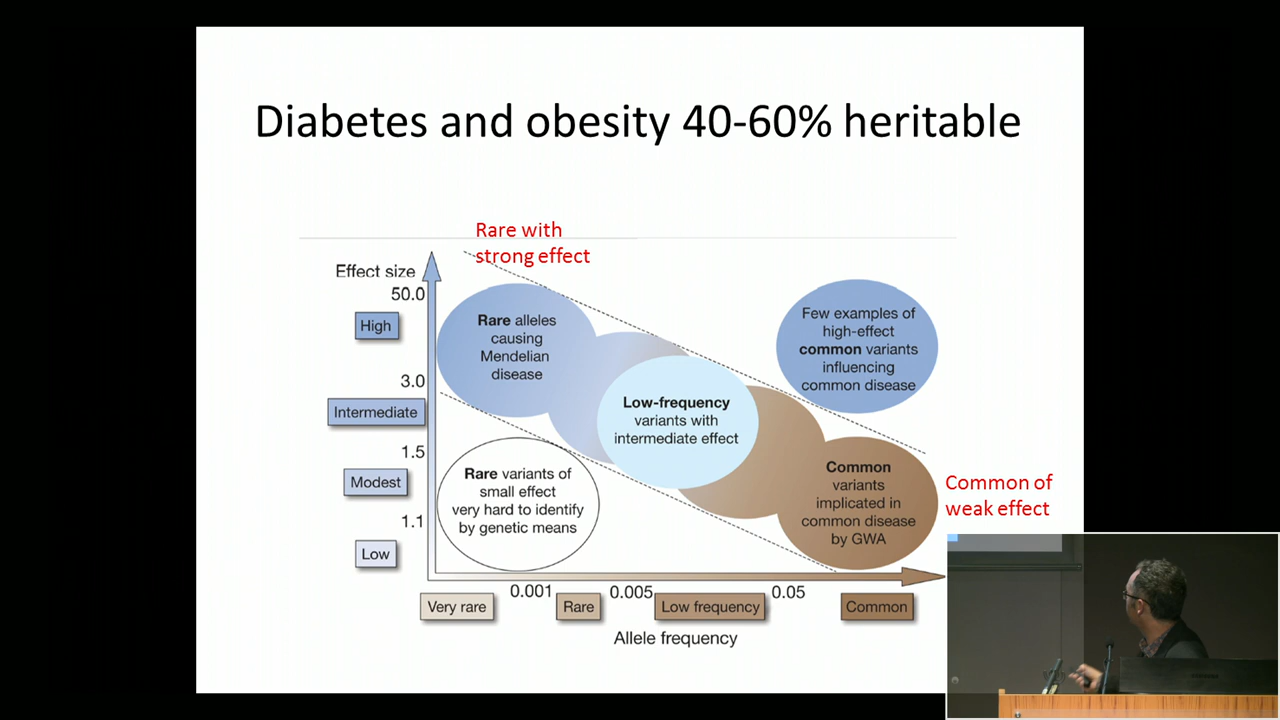 Diabetes and obesity 40-60% heritable
Rare with
strong effect
Effect size
50.0
High
3.0
Intermediate
1.5
Modest
1.1
Low
Rare alleles
causing
Mendelian
disease
Few examples of
high-effect
common variants
influencing
common disease
Low-frequency
variants with
intermediate effect
Rare variants of
small effect
very hard to identify
by genetic means
Common
variants
implicated in
common disease
by GWA
Common of
weak effect
0.001
0.005
0.05
Very rare
Rare
Low frequency
Common
Allele frequency